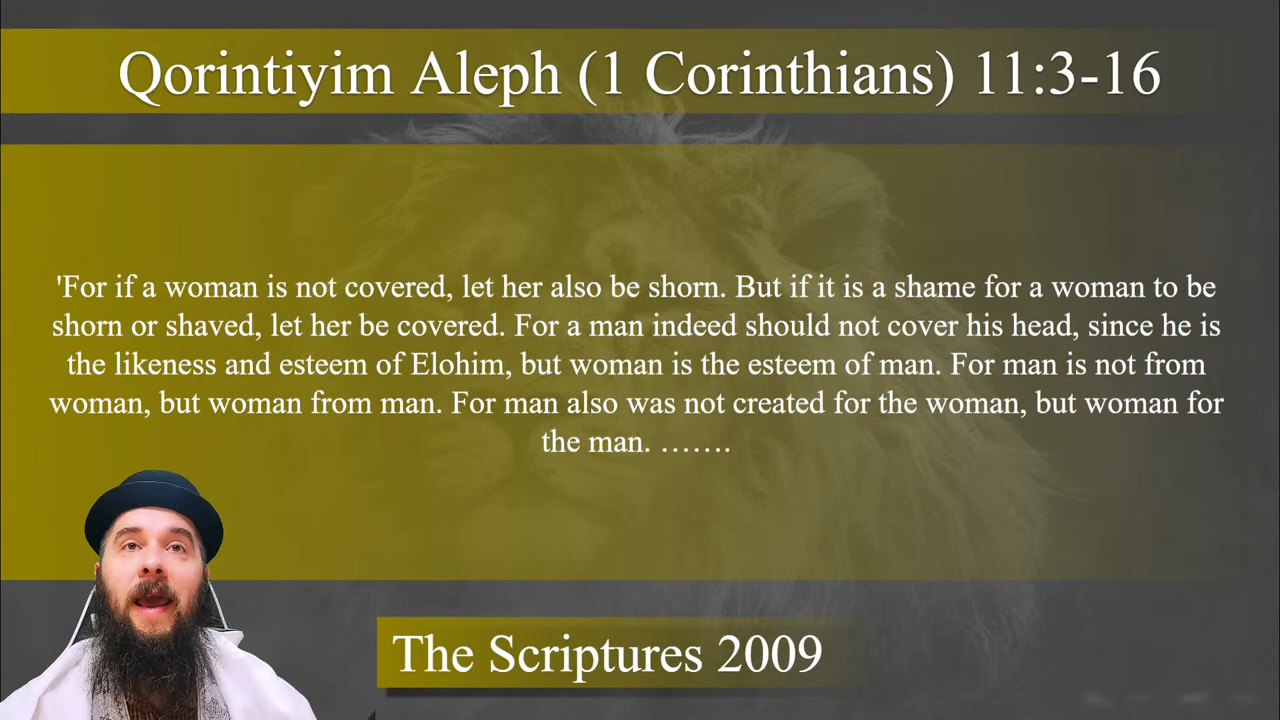 Qorintiyim Aleph (1 Corinthians) 11:3-16
'For if a woman is not covered, let her also be shorn. But if it is a shame for a woman to be
shorn or shaved, let her be covered. For a man indeed should not cover his head, since he is
the likeness and esteem of Elohim, but woman is the esteem of man. For man is not from
woman, but woman from man. For man also was not created for the woman, but woman for
the man. …….
The Scriptures 2009